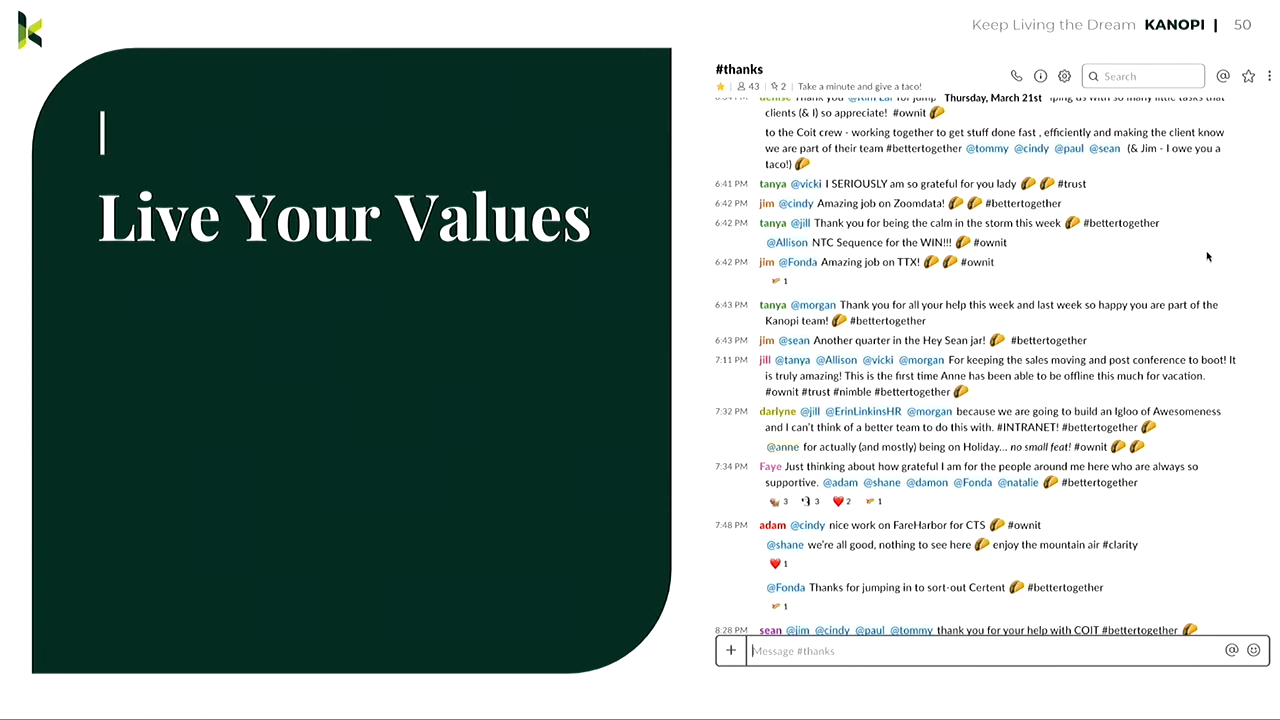 Keep Living the Dream KANOPI | 50
Live Your Values
#thanks
43 | 2 | Take a minute and give a taco!
Search
Thursday, March 21st
denise Thank you @Kim Lai for jump ping us with so many little tasks that
clients (& I) so appreciate! #ownit
to the Coit crew - working together to get stuff done fast , efficiently and making the client know
we are part of their team #bettertogether @tommy @cindy @paul @sean (& Jim - I owe you a
taco!)
6:41 PM tanya @vicki I SERIOUSLY am so grateful for you lady #trust
6:42 PM jim @cindy Amazing job on Zoomdata! #bettertogether
6:42 PM tanya @jill Thank you for being the calm in the storm this week #bettertogether
@Allison NTC Sequence for the WIN!!! #ownit
6:42 PM jim @Fonda Amazing job on TTX! #ownit
1
6:43 PM tanya @morgan Thank you for all your help this week and last week so happy you are part of the
Kanopi team! #bettertogether
6:43 PM jim @sean Another quarter in the Hey Sean jar! #bettertogether
7:11 PM jill @tanya @Allison @vicki @morgan For keeping the sales moving and post conference to boot! It
is truly amazing! This is the first time Anne has been able to be offline this much for vacation.
#ownit #trust #nimble #bettertogether
7:32 PM darlyne @jill @ErinLinkinsHR @morgan because we are going to build an Igloo of Awesomeness
and I can't think of a better team to do this with. #INTRANET! #bettertogether
@anne for actually (and mostly) being on Holiday... no small feat! #ownit
7:34 PM Faye Just thinking about how grateful I am for the people around me here who are always so
supportive. @adam @shane @damon @Fonda @natalie #bettertogether
3 3 2 1
7:48 PM adam @cindy nice work on FareHarbor for CTS #ownit
@shane we're all good, nothing to see here enjoy the mountain air #clarity
1
@Fonda Thanks for jumping in to sort-out Certent #bettertogether
1
8:28 PM sean @jim @cindy @paul @tommy thank you for your help with COIT #bettertogether
Message #thanks